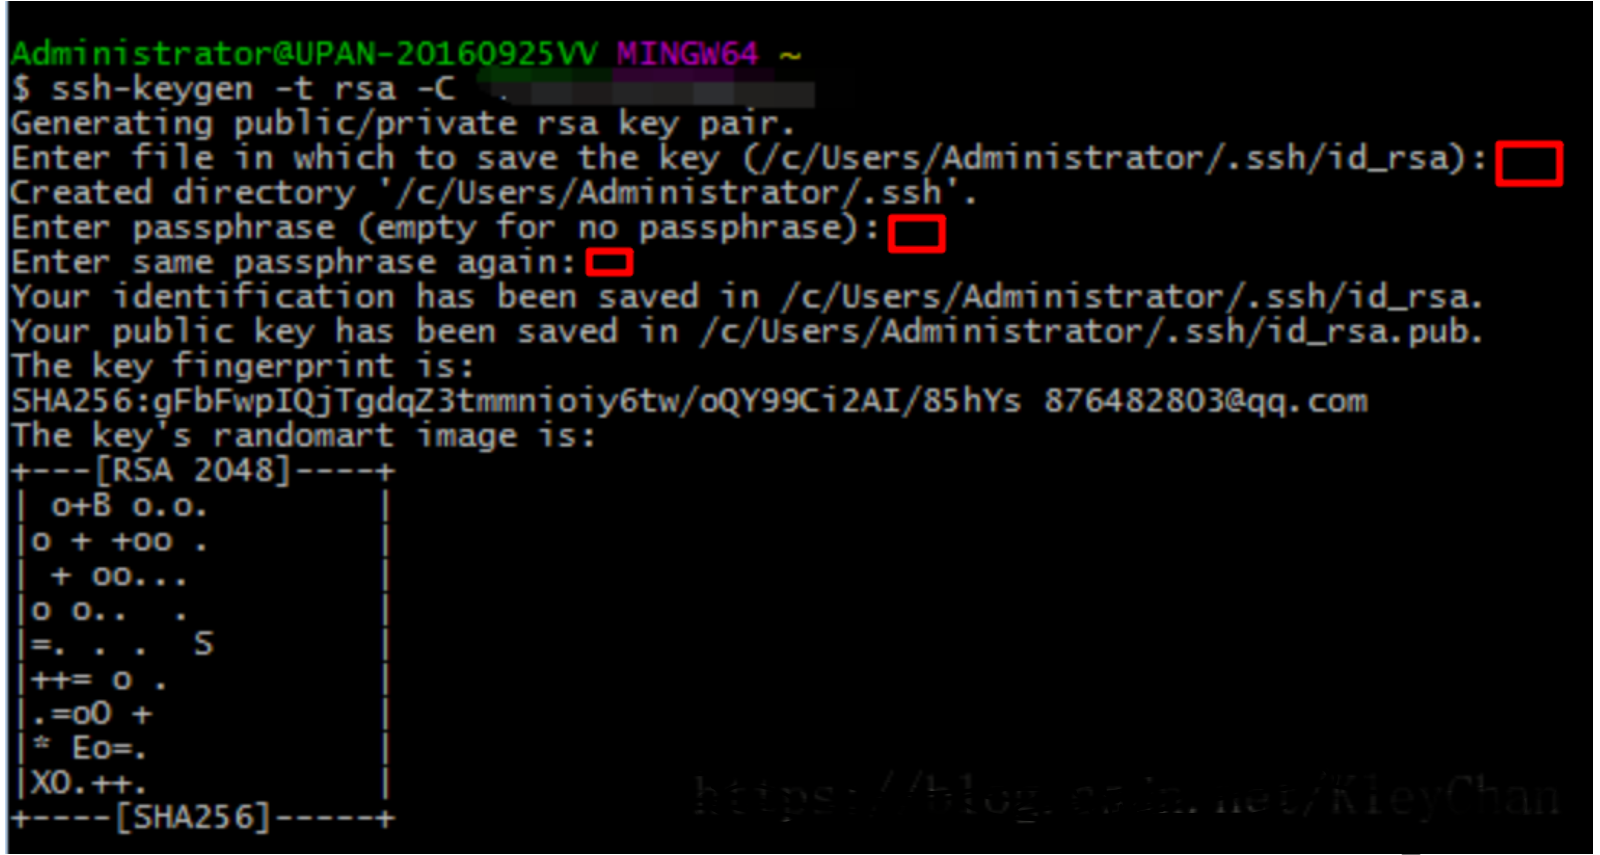 Administrator@UPAN-20160925VV MINGW64 ~
$ ssh-keygen -t rsa -C
Generating public/private rsa key pair.
Enter file in which to save the key (/c/Users/Administrator/.ssh/id_rsa):
Created directory '/c/Users/Administrator/.ssh'.
Enter passphrase (empty for no passphrase):
Enter same passphrase again:
Your identification has been saved in /c/Users/Administrator/.ssh/id_rsa.
Your public key has been saved in /c/Users/Administrator/.ssh/id_rsa.pub.
The key fingerprint is:
SHA256:gFbFwpIQjTgdqZ3tmmnioiy6tw/oQY99Ci2AI/85hYs 876482803@qq.com
The key's randomart image is:
+---[RSA 2048]----+
|  o+B o.o.       |
|o + +oo .        |
| + oo...         |
|o o..  .         |
|=. . .  S        |
|++= o .          |
|.=oO +           |
|* Eo=.           |
|XO.++.           |
+----[SHA256]-----+
https://blog.csdn.net/KleyChan